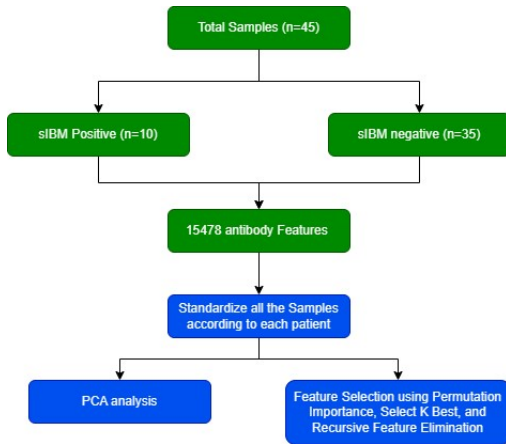 Total Samples (n=45)
sIBM Positive (n=10)
sIBM negative (n=35)
15478 antibody Features
Standardize all the Samples
according to each patient
PCA analysis
Feature Selection using Permutation
Importance, Select K Best, and
Recursive Feature Elimination